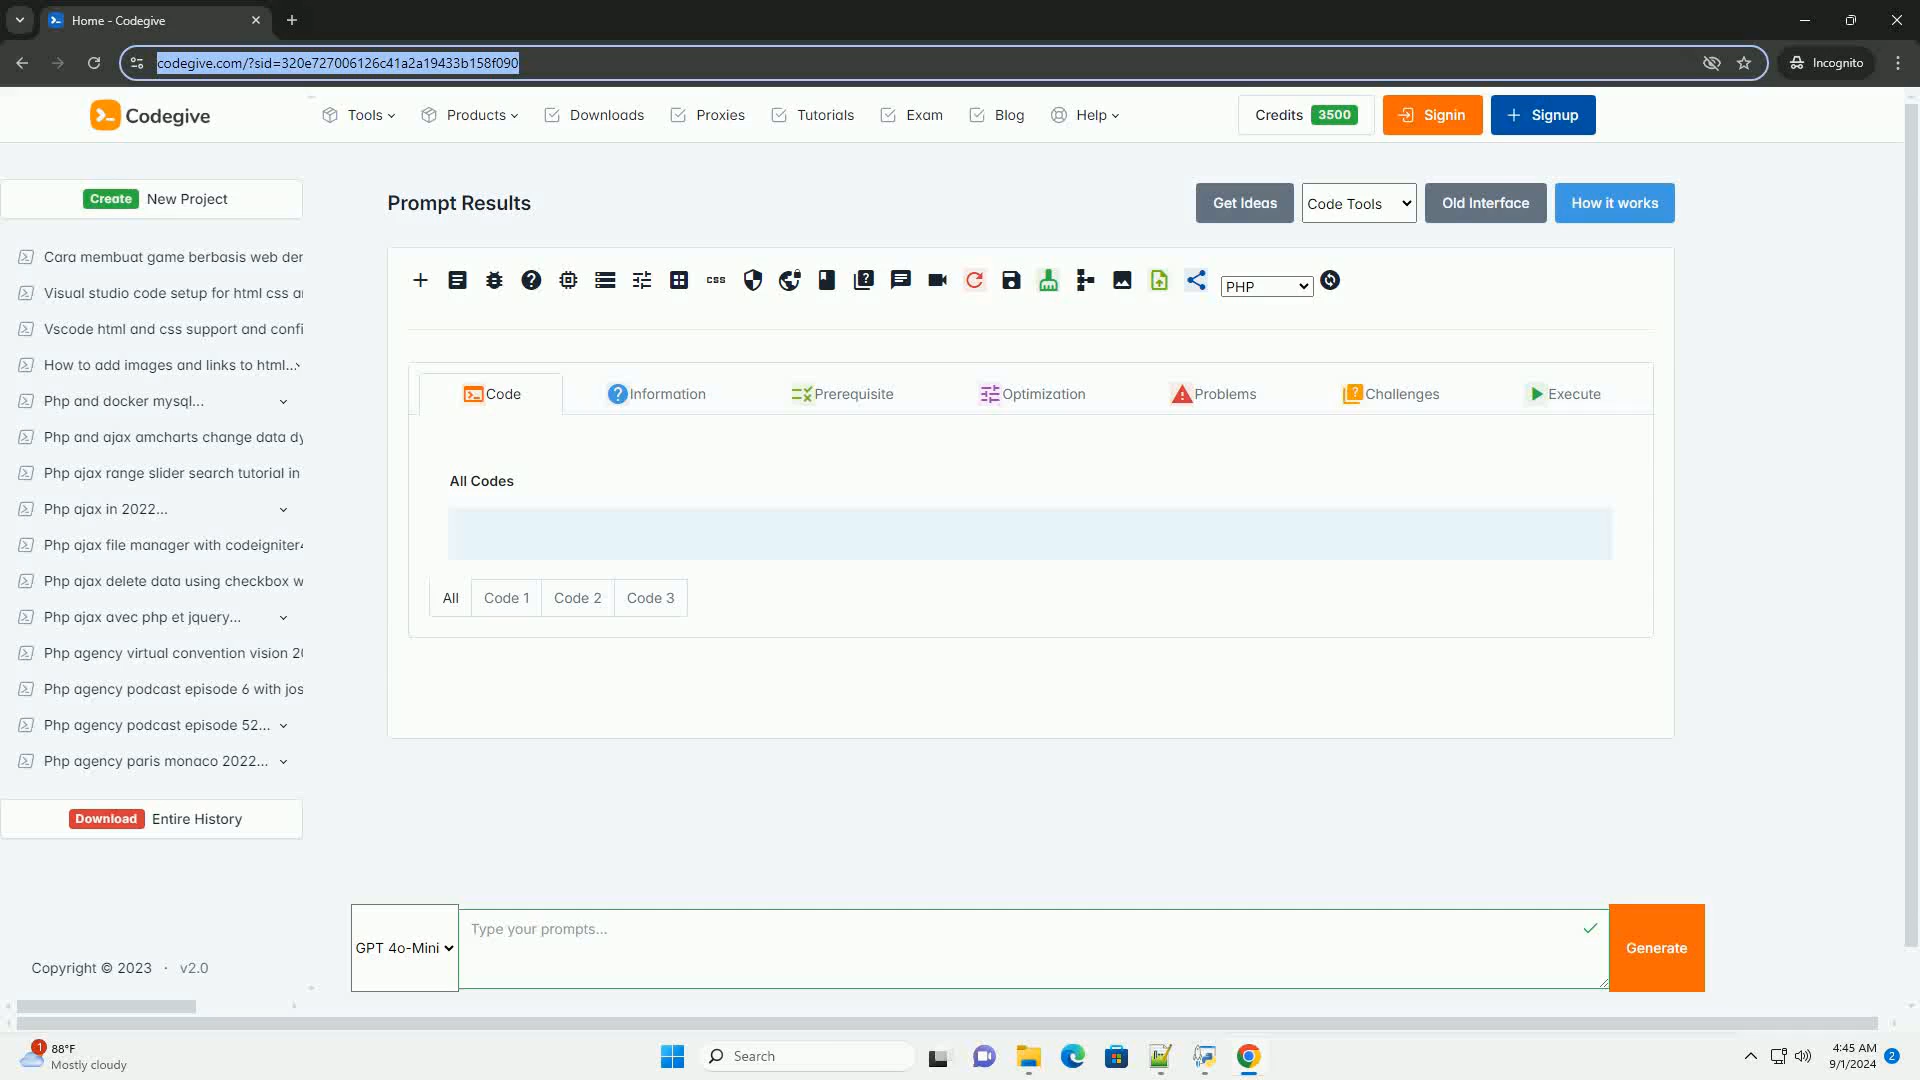 Home - Codegive
codegive.com/?sid=320e727006126c41a2a19433b158f090
Incognito
Codegive
Tools
Products
Downloads
Proxies
Tutorials
Exam
Blog
Help
Credits 3500
Signin
Signup
Create New Project
Cara membuat game berbasis web der
Visual studio code setup for html css a
Vscode html and css support and confi
How to add images and links to html...
Php and docker mysql...
Php and ajax amcharts change data dy
Php ajax range slider search tutorial in
Php ajax in 2022...
Php ajax file manager with codeigniter
Php ajax delete data using checkbox w
Php ajax avec php et jquery...
Php agency virtual convention vision 20
Php agency podcast episode 6 with jos
Php agency podcast episode 52...
Php agency paris monaco 2022...
Download Entire History
Copyright © 2023 · v2.0
Prompt Results
Get Ideas
Code Tools
Old Interface
How it works
css
PHP
Code
Information
Prerequisite
Optimization
Problems
Challenges
Execute
All Codes
All
Code 1
Code 2
Code 3
GPT 4o-Mini
Type your prompts...
Generate
1
88°F
Mostly cloudy
Search
4:45 AM
9/1/2024
2